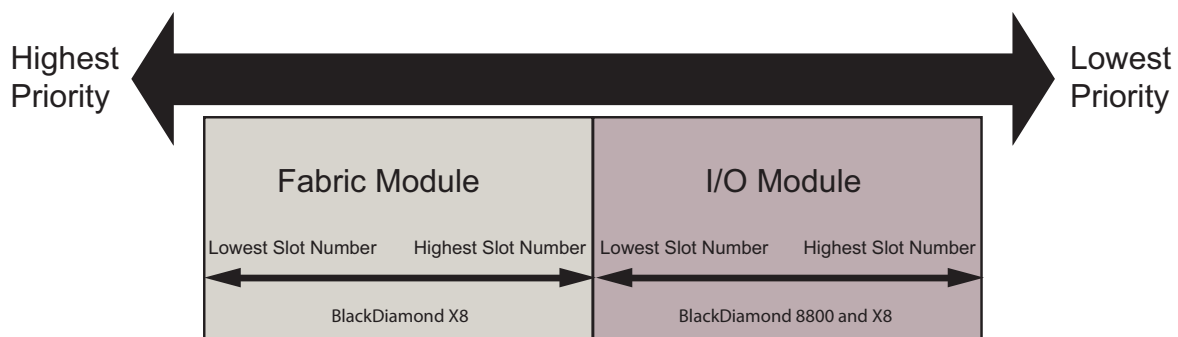 Highest
Priority
Lowest
Priority
Fabric Module
I/O Module
Lowest Slot Number
Highest Slot Number
Lowest Slot Number
Highest Slot Number
BlackDiamond X8
BlackDiamond 8800 and X8